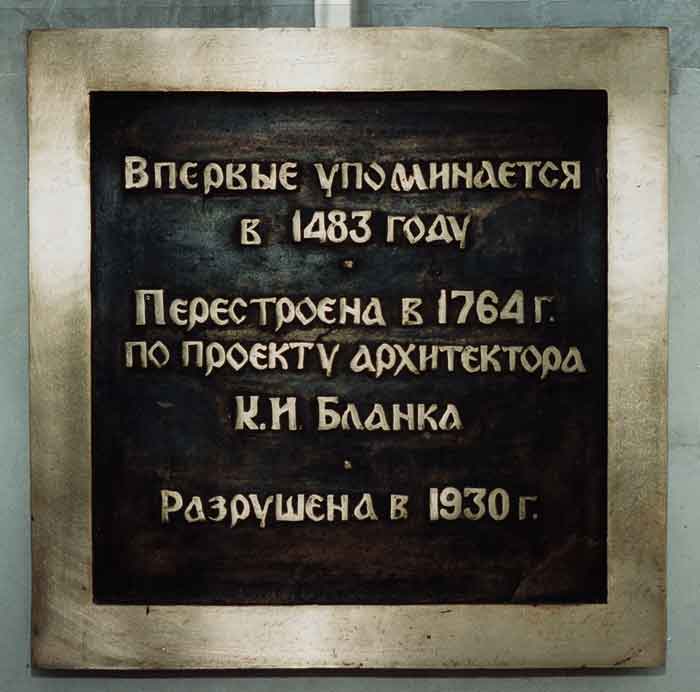 Впервые упоминается
в 1483 году
Перестроена в 1764 г.
по проекту архитектора
К.И. Бланка
Разрушена в 1930 г.